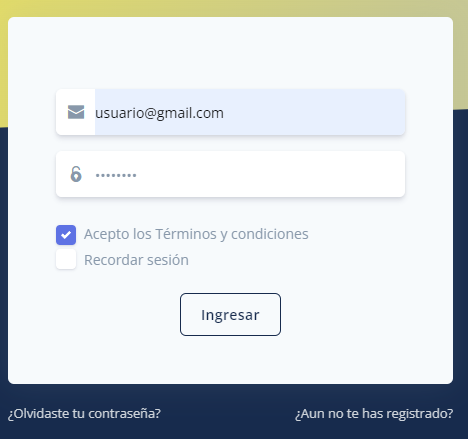 usuario@gmail.com
••••••••
Acepto los Términos y condiciones
Recordar sesión
Ingresar
¿Olvidaste tu contraseña?
¿Aun no te has registrado?